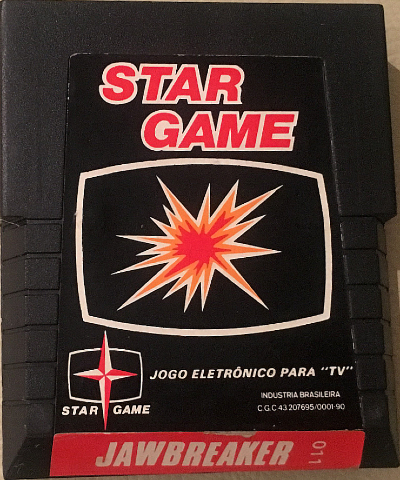 STAR
GAME
JOGO ELETRÔNICO PARA "TV"
INDUSTRIA BRASILEIRA
C.G.C 43.207695/0001-90
STAR GAME
JAWBREAKER 011